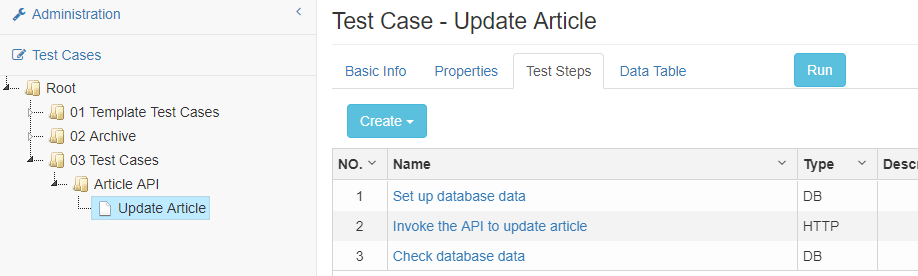 Administration
Test Cases
Root
01 Template Test Cases
02 Archive
03 Test Cases
Article API
Update Article
Test Case - Update Article
Basic Info Properties Test Steps Data Table Run
Create
NO. Name Type Descr
1 Set up database data DB
2 Invoke the API to update article HTTP
3 Check database data DB